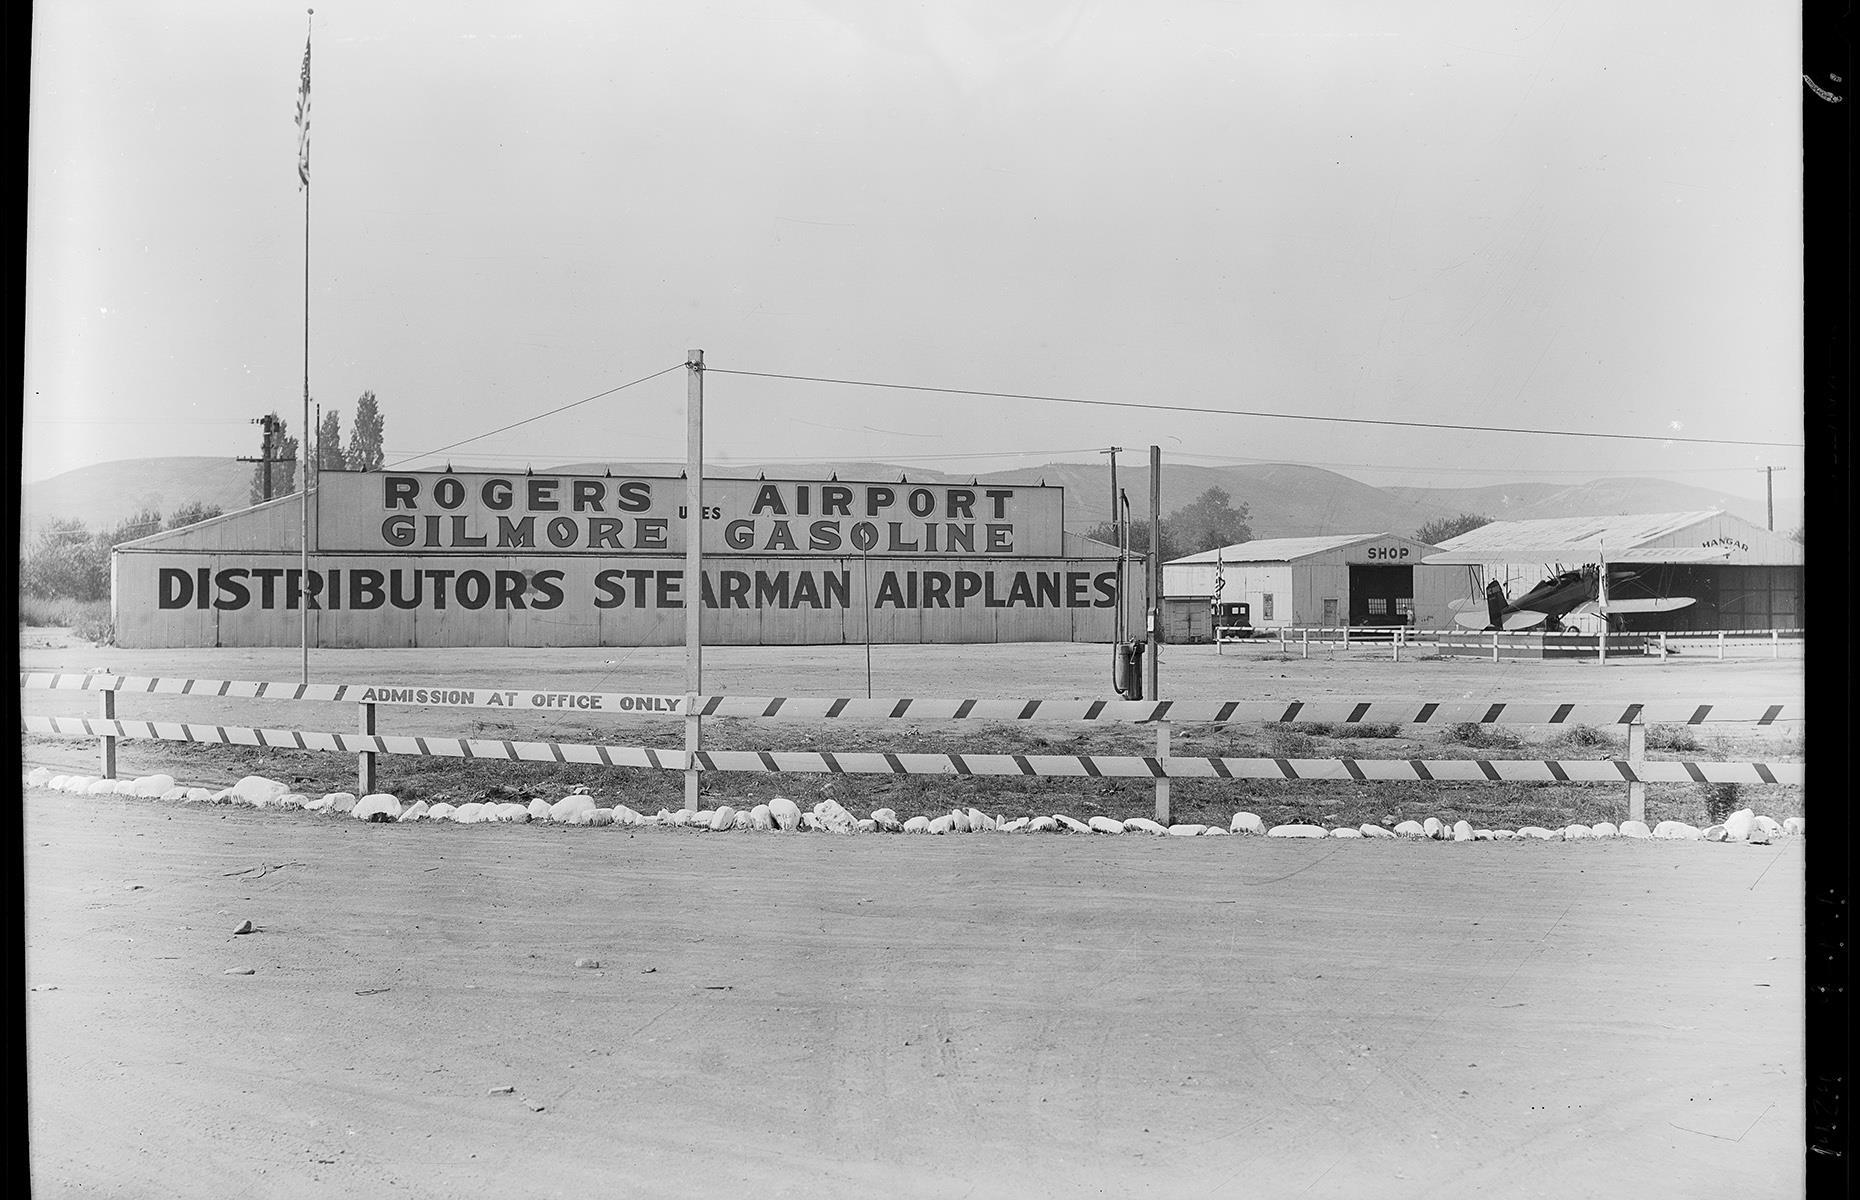 ROGERS USES AIRPORT
GILMORE GASOLINE
DISTRIBUTORS STEARMAN AIRPLANES
SHOP
HANGAR
ADMISSION AT OFFICE ONLY